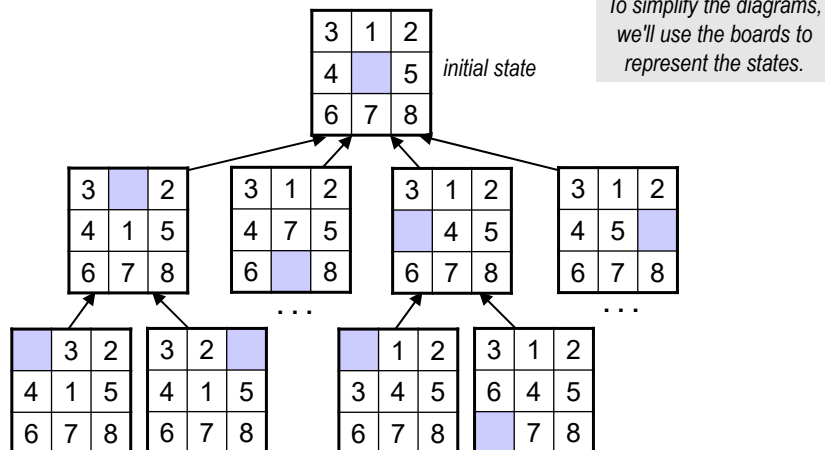 To simplify the diagrams,
we'll use the boards to
represent the states.
3 1 2
4 5
6 7 8
initial state
3 2
4 1 5
6 7 8
3 1 2
4 7 5
6 8
3 1 2
4 5
6 7 8
3 1 2
4 5
6 7 8
. . .
. . .
3 2
4 1 5
6 7 8
3 2
4 1 5
6 7 8
1 2
3 4 5
6 7 8
3 1 2
6 4 5
7 8